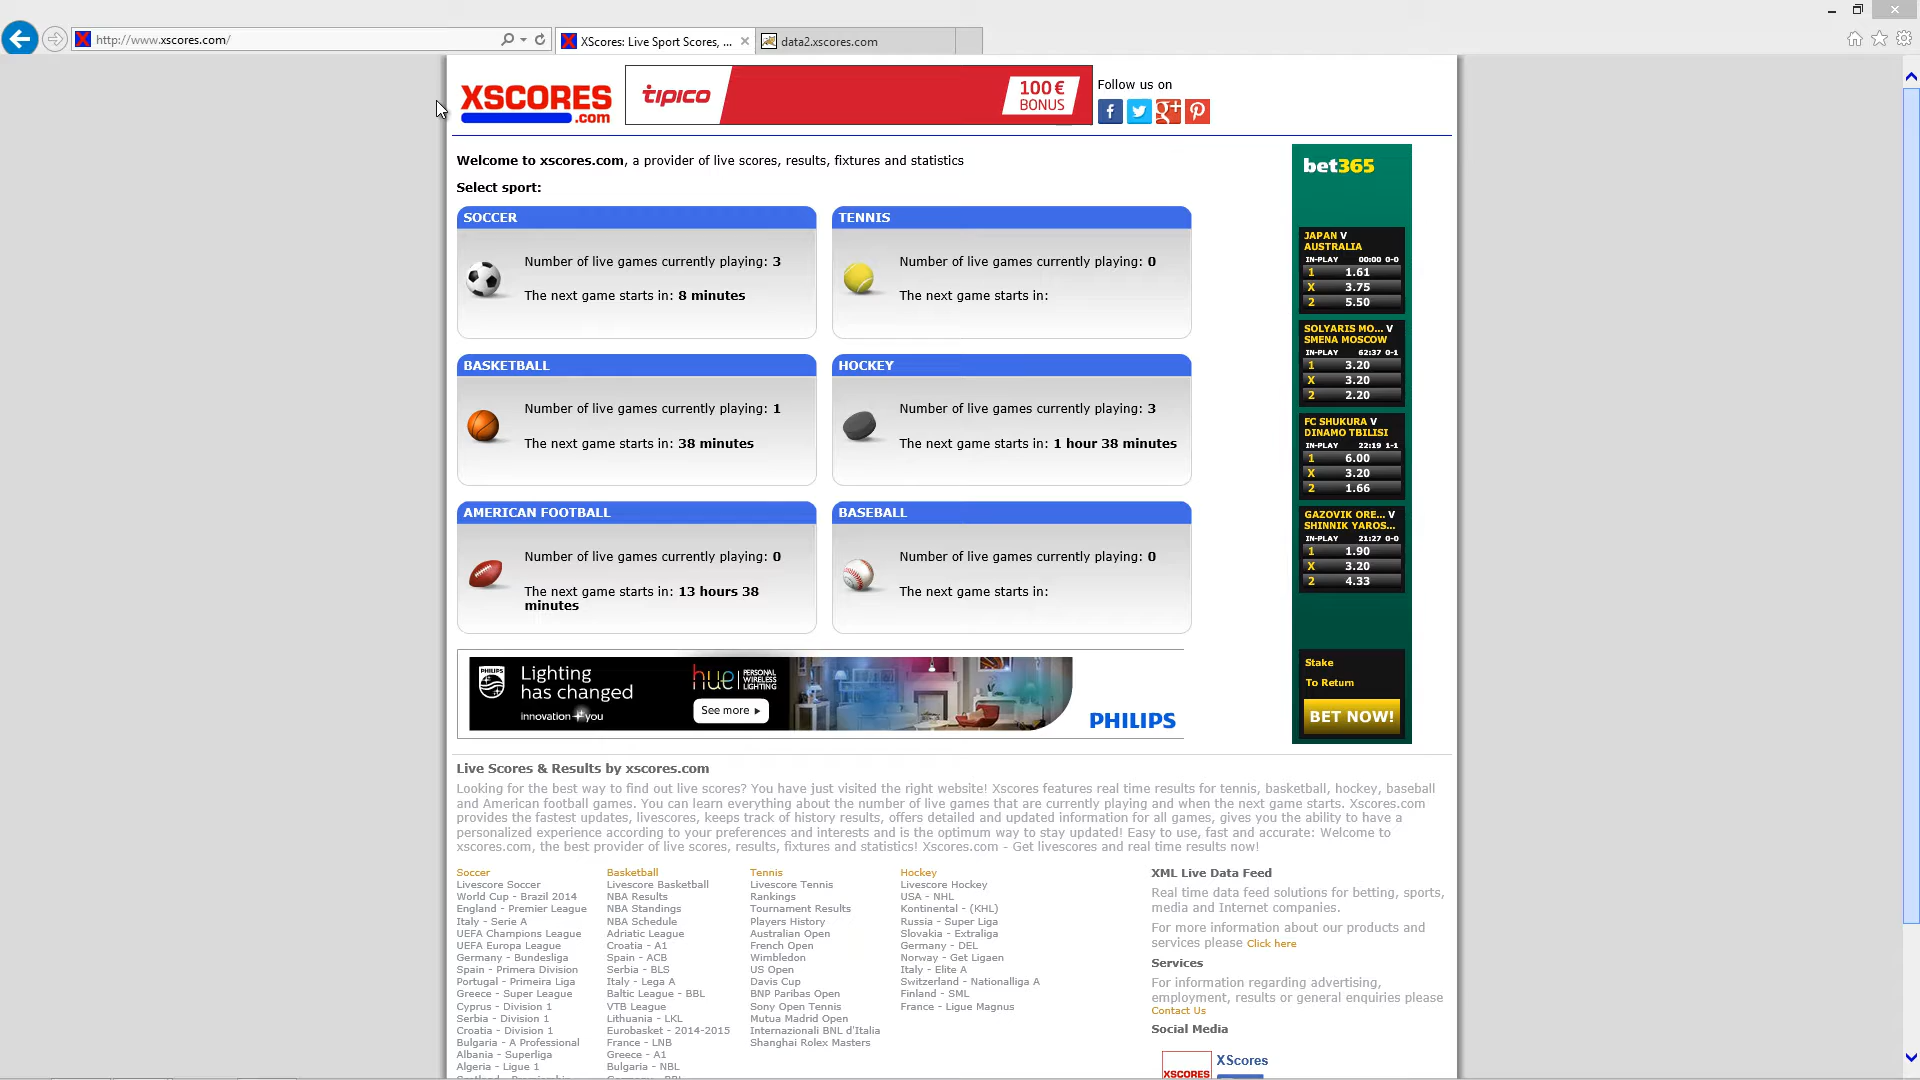 http://www.xscores.com/
XScores: Live Sport Scores, ...
data2.xscores.com
XSCORES
.com
tipico
100 €
BONUS
Follow us on
Welcome to xscores.com, a provider of live scores, results, fixtures and statistics
Select sport:
SOCCER
Number of live games currently playing: 3
The next game starts in: 8 minutes
TENNIS
Number of live games currently playing: 0
The next game starts in:
BASKETBALL
Number of live games currently playing: 1
The next game starts in: 38 minutes
HOCKEY
Number of live games currently playing: 3
The next game starts in: 1 hour 38 minutes
AMERICAN FOOTBALL
Number of live games currently playing: 0
The next game starts in: 13 hours 38
minutes
BASEBALL
Number of live games currently playing: 0
The next game starts in:
bet365
JAPAN V
AUSTRALIA
IN-PLAY 00:00 0-0
1 1.61
X 3.75
2 5.50
SOLYARIS MO... V
SMENA MOSCOW
IN-PLAY 62:37 0-1
1 3.20
X 3.20
2 2.20
FC SHUKURA V
DINAMO TBILISI
IN-PLAY 22:19 1-1
1 6.00
X 3.20
2 1.66
GAZOVIK ORE... V
SHINNIK YAROS...
IN-PLAY 21:27 0-0
1 1.90
X 3.20
2 4.33
Stake
To Return
BET NOW!
PHILIPS
Lighting
has changed
innovation you
hue PERSONAL
WIRELESS
LIGHTING
See more
PHILIPS
Live Scores & Results by xscores.com
Looking for the best way to find out live scores? You have just visited the right website! Xscores features real time results for tennis, basketball, hockey, baseball
and American football games. You can learn everything about the number of live games that are currently playing and when the next game starts. Xscores.com
provides the fastest updates, livescores, keeps track of history results, offers detailed and updated information for all games, gives you the ability to have a
personalized experience according to your preferences and interests and is the optimum way to stay updated! Easy to use, fast and accurate: Welcome to
xscores.com, the best provider of live scores, results, fixtures and statistics! Xscores.com - Get livescores and real time results now!
Soccer
Livescore Soccer
World Cup - Brazil 2014
England - Premier League
Italy - Serie A
UEFA Champions League
UEFA Europa League
Germany - Bundesliga
Spain - Primera Division
Portugal - Primeira Liga
Greece - Super League
Cyprus - Division 1
Serbia - Division 1
Croatia - Division 1
Bulgaria - A Professional
Albania - Superliga
Algeria - Ligue 1
Basketball
Livescore Basketball
NBA Results
NBA Standings
NBA Schedule
Adriatic League
Croatia - A1
Spain - ACB
Serbia - BLS
Italy - Lega A
Baltic League - BBL
VTB League
Lithuania - LKL
Eurobasket - 2014-2015
France - LNB
Greece - A1
Bulgaria - NBL
Tennis
Livescore Tennis
Rankings
Tournament Results
Players History
Australian Open
French Open
Wimbledon
US Open
Davis Cup
BNP Paribas Open
Sony Open Tennis
Mutua Madrid Open
Internazionali BNL d'Italia
Shanghai Rolex Masters
Hockey
Livescore Hockey
USA - NHL
Kontinental - (KHL)
Russia - Super Liga
Slovakia - Extraliga
Germany - DEL
Norway - Get Ligaen
Italy - Elite A
Switzerland - Nationalliga A
Finland - SML
France - Ligue Magnus
XML Live Data Feed
Real time data feed solutions for betting, sports,
media and Internet companies.
For more information about our products and
services please Click here
Services
For information regarding advertising,
employment, results or general enquiries please
Contact Us
Social Media
XSCORES
XScores